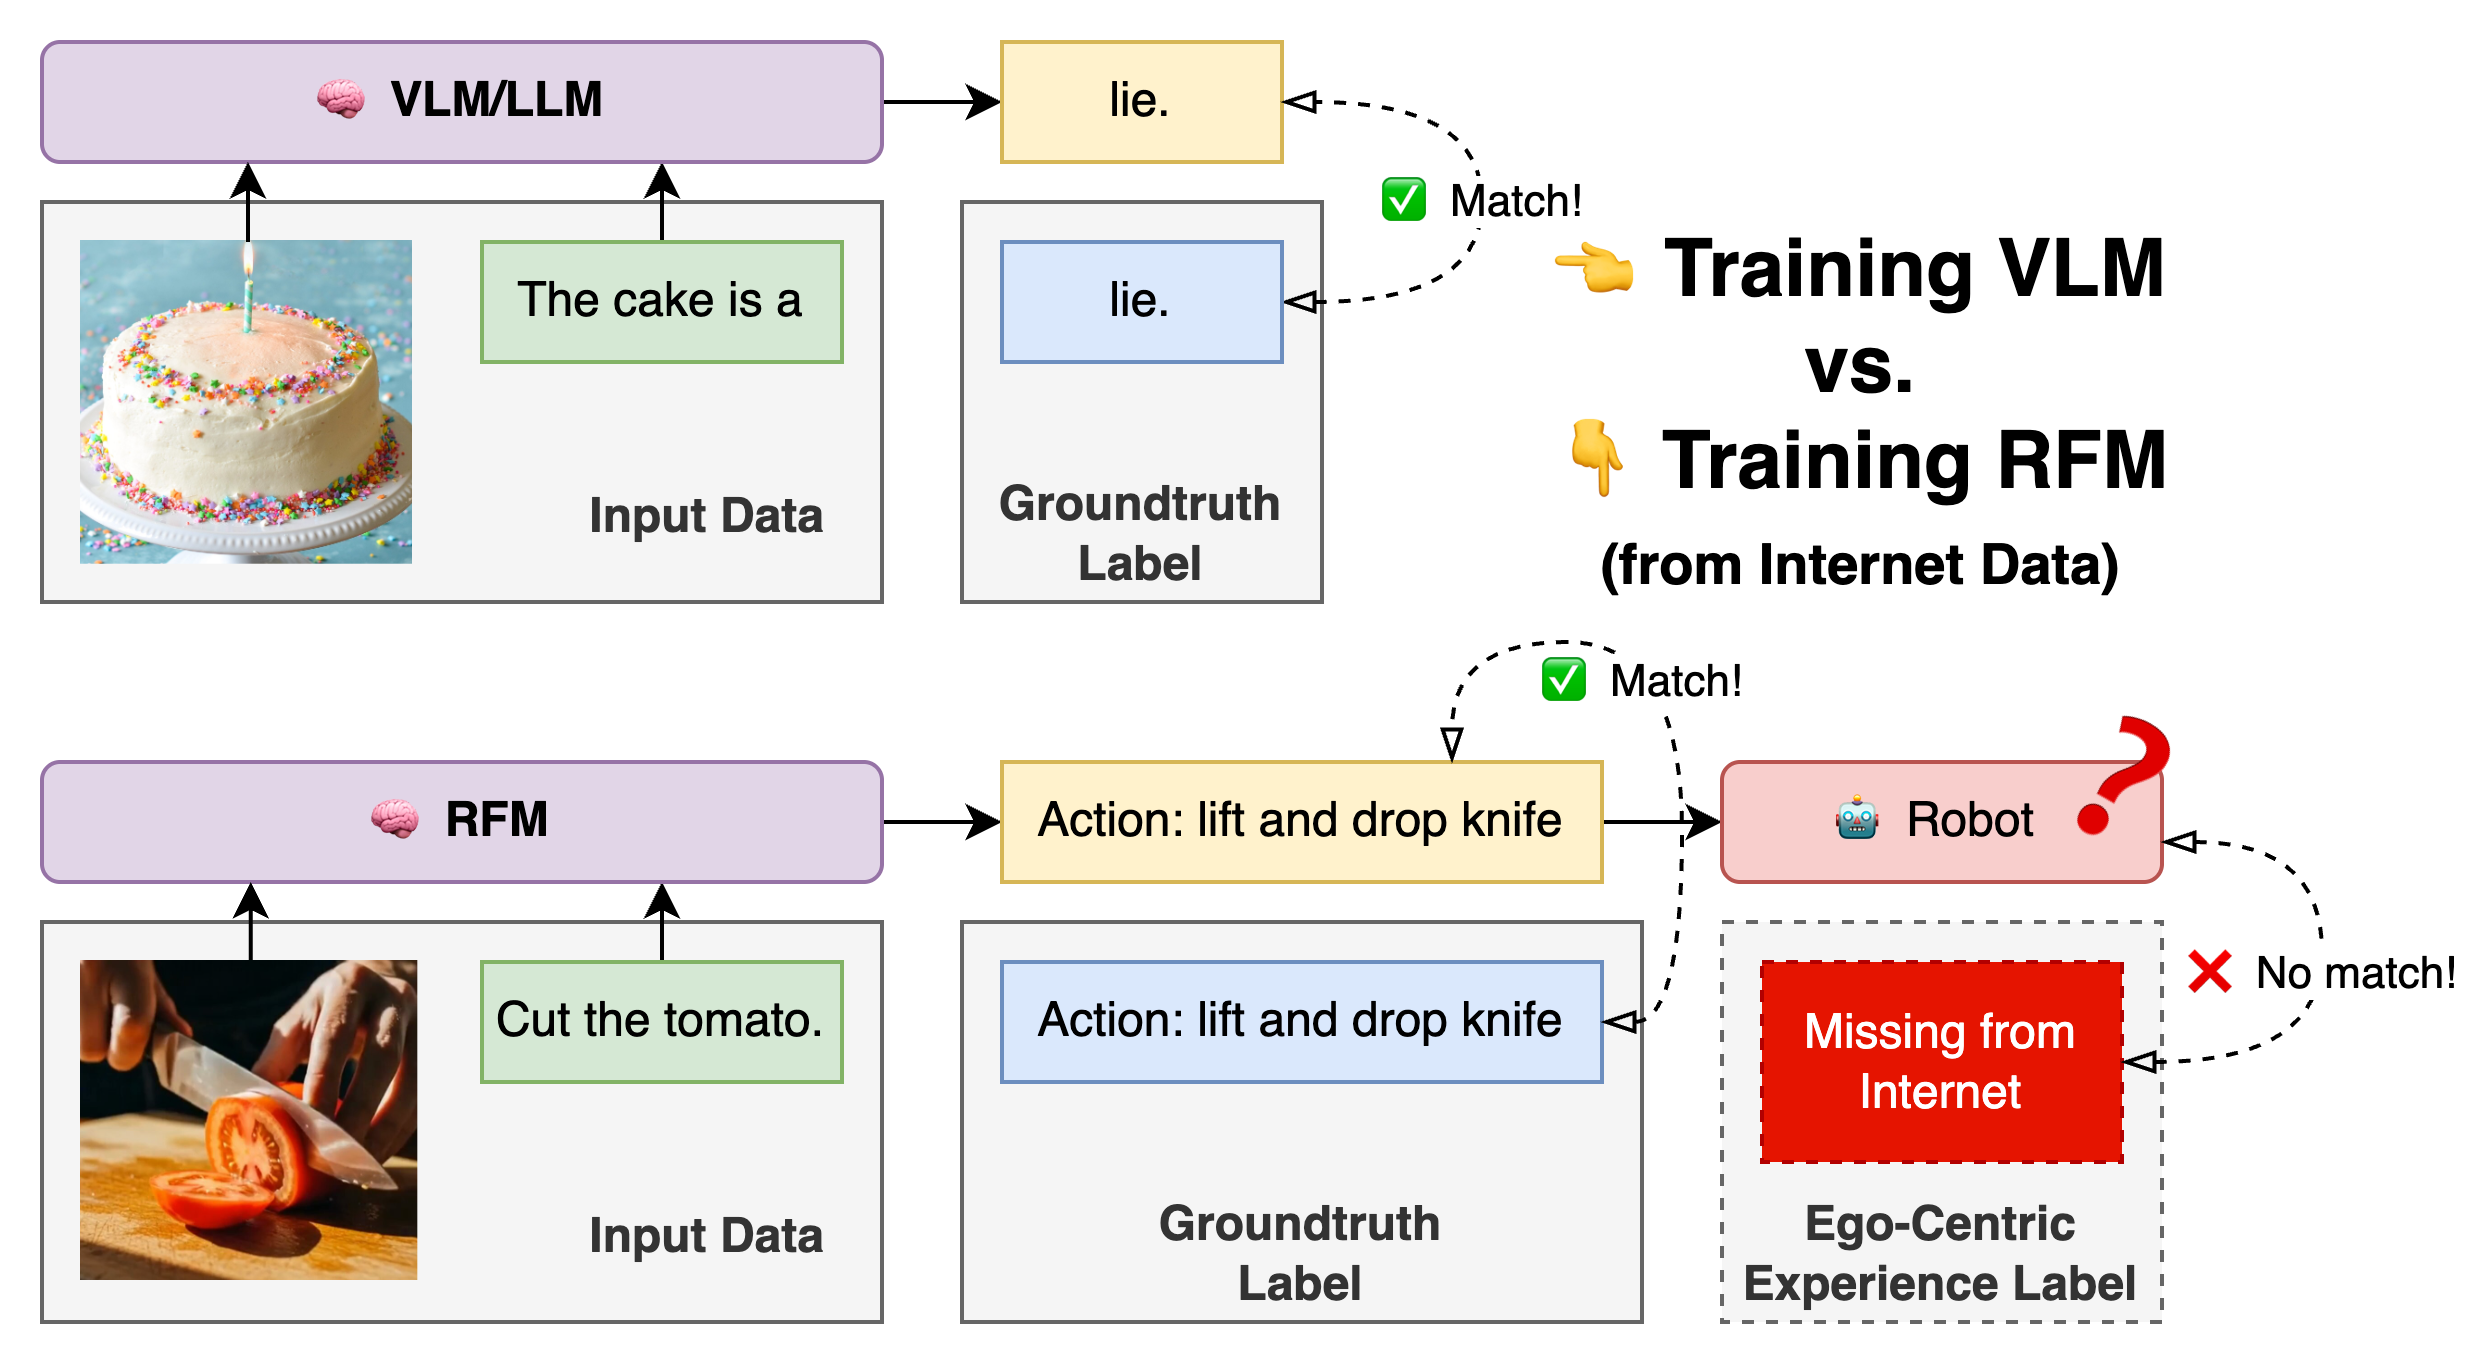 VLM/LLM
lie.
Match!
The cake is a
lie.
Input Data
Groundtruth
Label
Training VLM
vs.
Training RFM
(from Internet Data)
Match!
RFM
Action: lift and drop knife
Robot
?
Cut the tomato.
Action: lift and drop knife
Missing from
Internet
No match!
Input Data
Groundtruth
Label
Ego-Centric
Experience Label